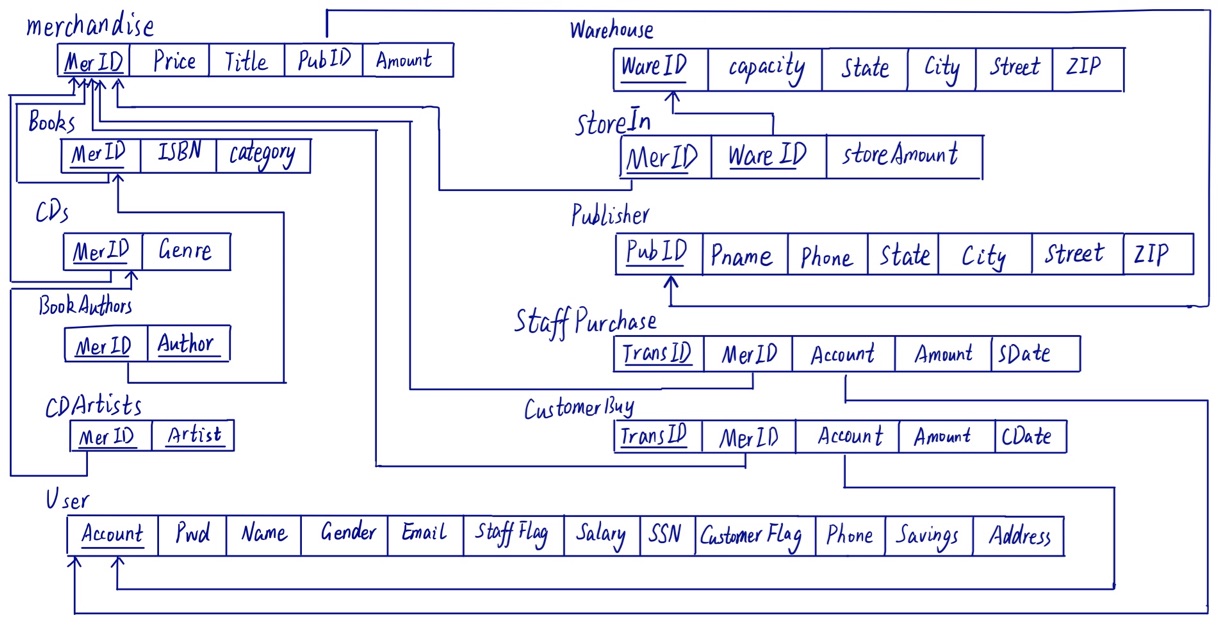 merchandise
MerID Price Title PubID Amount
Books
MerID ISBN category
CDs
MerID Genre
BookAuthors
MerID Author
CDArtists
MerID Artist
Warehouse
WareID capacity State City Street ZIP
StoreIn
MerID WareID storeAmount
Publisher
PubID Pname Phone State City Street ZIP
StaffPurchase
TransID MerID Account Amount SDate
CustomerBuy
TransID MerID Account Amount CDate
User
Account Pwd Name Gender Email StaffFlag Salary SSN CustomerFlag Phone Savings Address